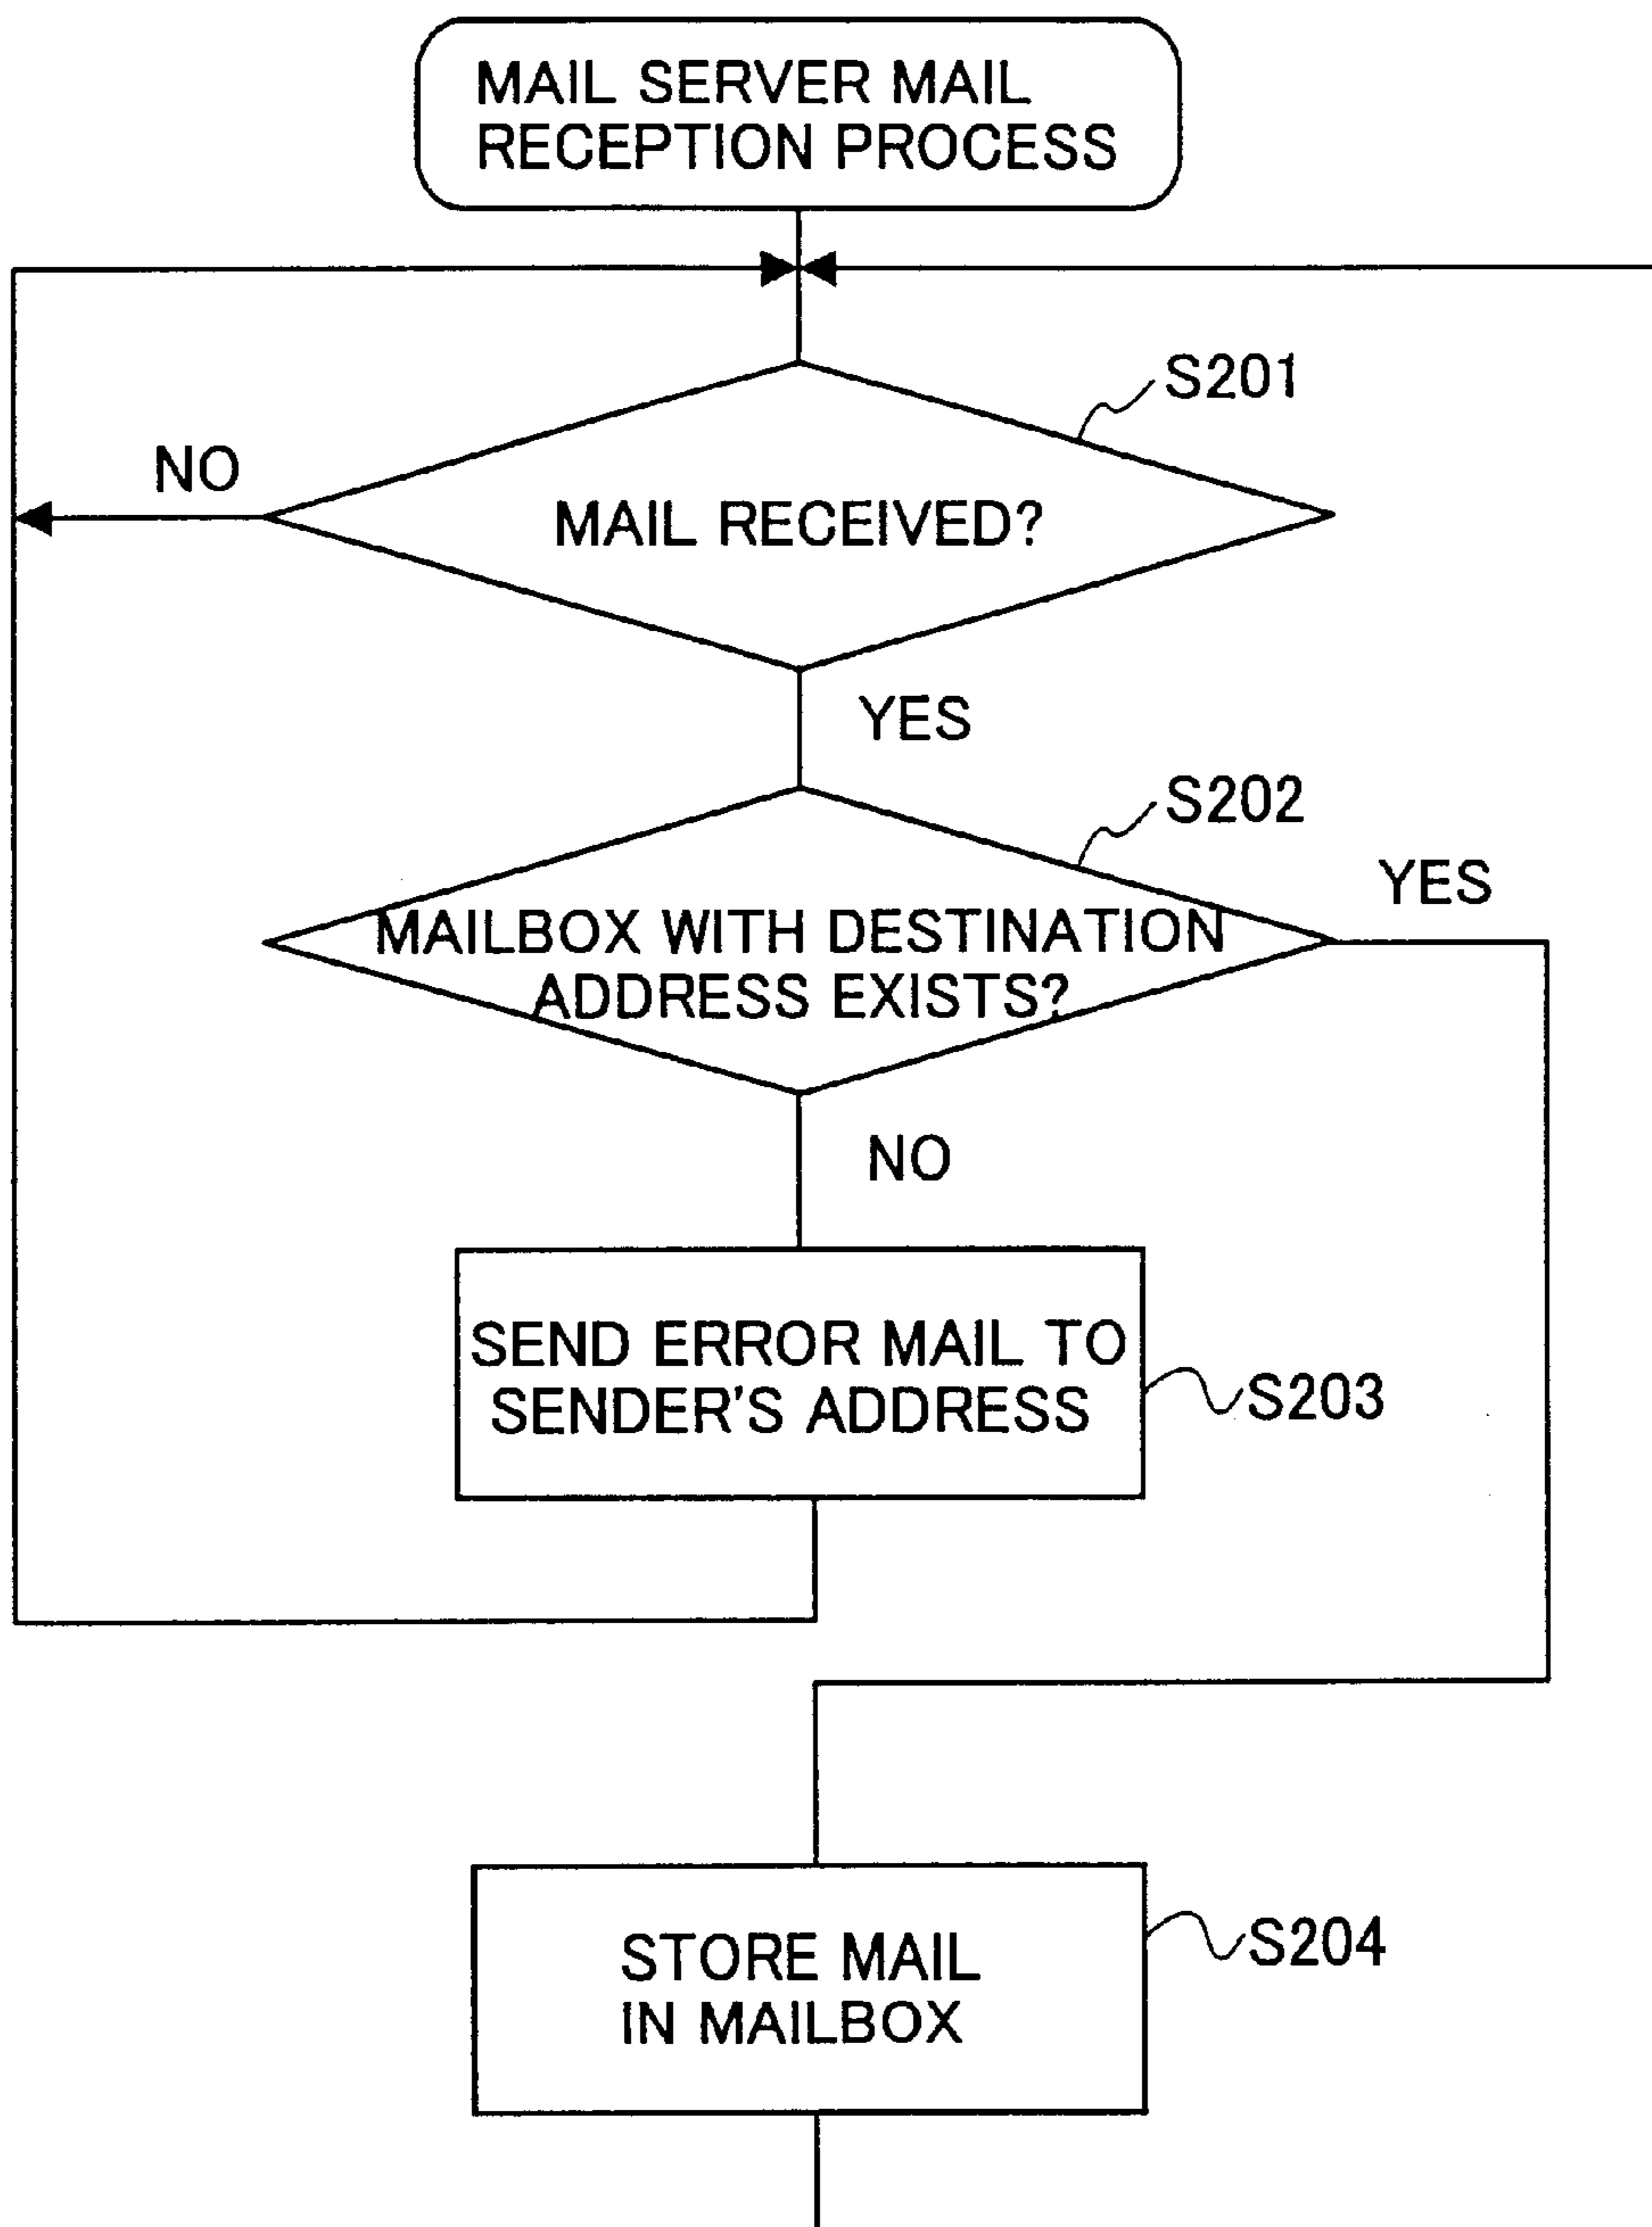 MAIL SERVER MAIL
RECEPTION PROCESS
S201
NO
MAIL RECEIVED?
YES
S202
YES
MAILBOX WITH DESTINATION
ADDRESS EXISTS?
NO
SEND ERROR MAIL TO
SENDER'S ADDRESS
S203
STORE MAIL
IN MAILBOX
S204